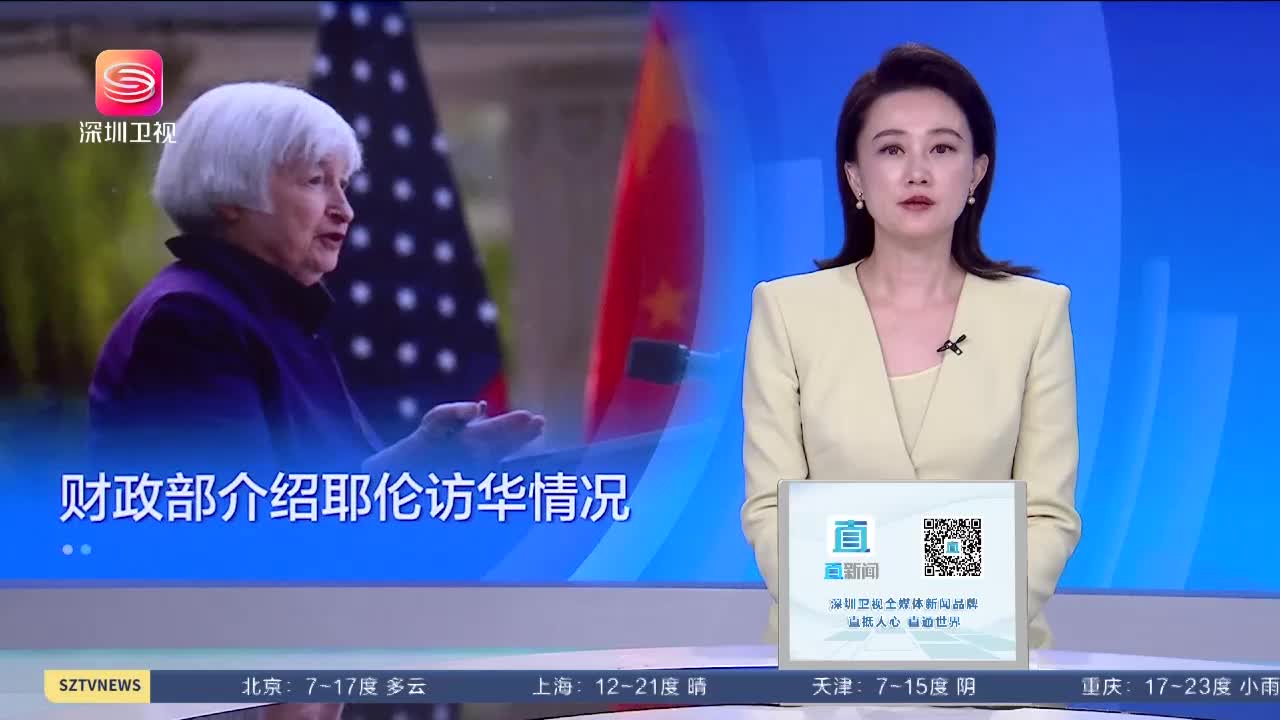 深圳卫视
财政部介绍耶伦访华情况
直
直新闻
深圳卫视全媒体新闻品牌
直抵人心 直通世界
SZTVNEWS
北京：7~17度 多云
上海：12~21度 晴
天津：7~15度 阴
重庆：17~23度 小雨